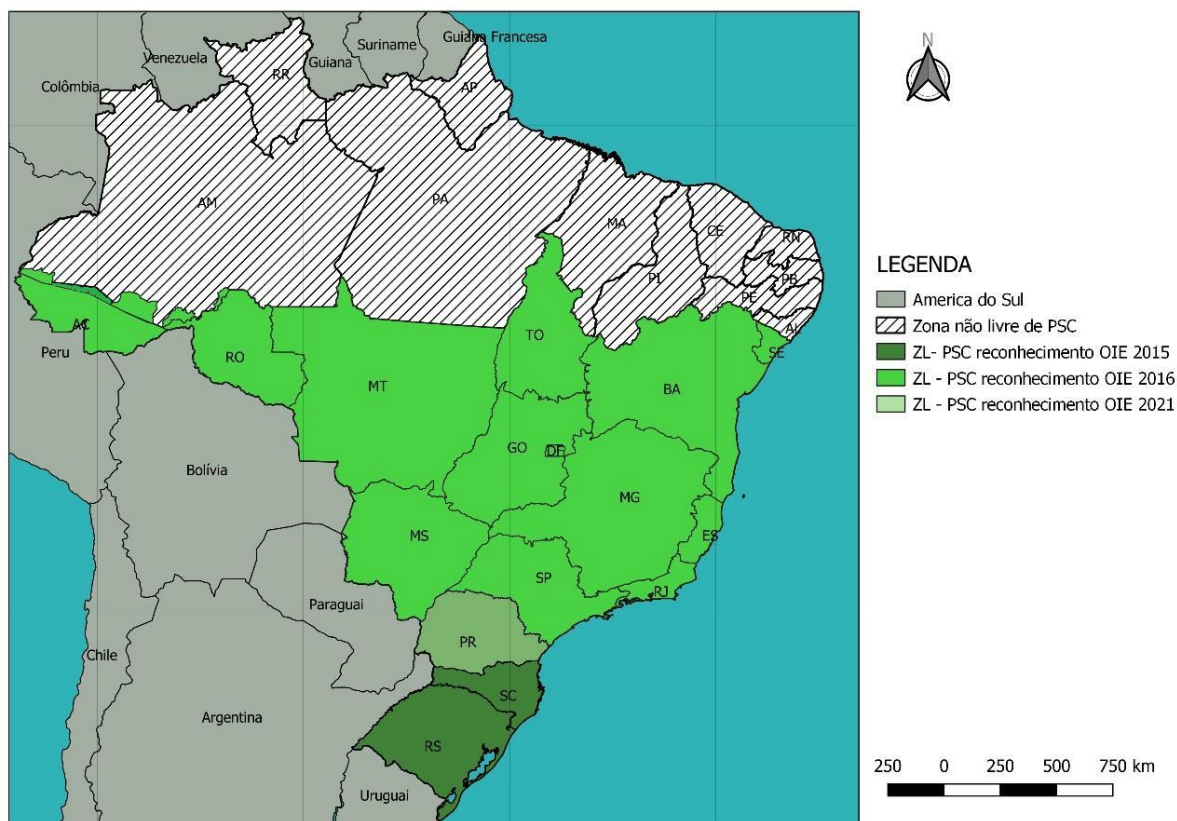 Guiana Francesa
Suriname
Venezuela
Guiana
RR
AP
Colômbia
AM
PA
MA
CE
RN
PI
PB
PE
AL
AC
Peru
RO
TO
SE
MT
BA
GO
DF
Bolívia
MG
MS
ES
SP
RJ
Paraguai
PR
Chile
SC
Argentina
RS
Uruguai
N
LEGENDA
America do Sul
Zona não livre de PSC
ZL- PSC reconhecimento OIE 2015
ZL - PSC reconhecimento OIE 2016
ZL - PSC reconhecimento OIE 2021
250 0 250 500 750 km